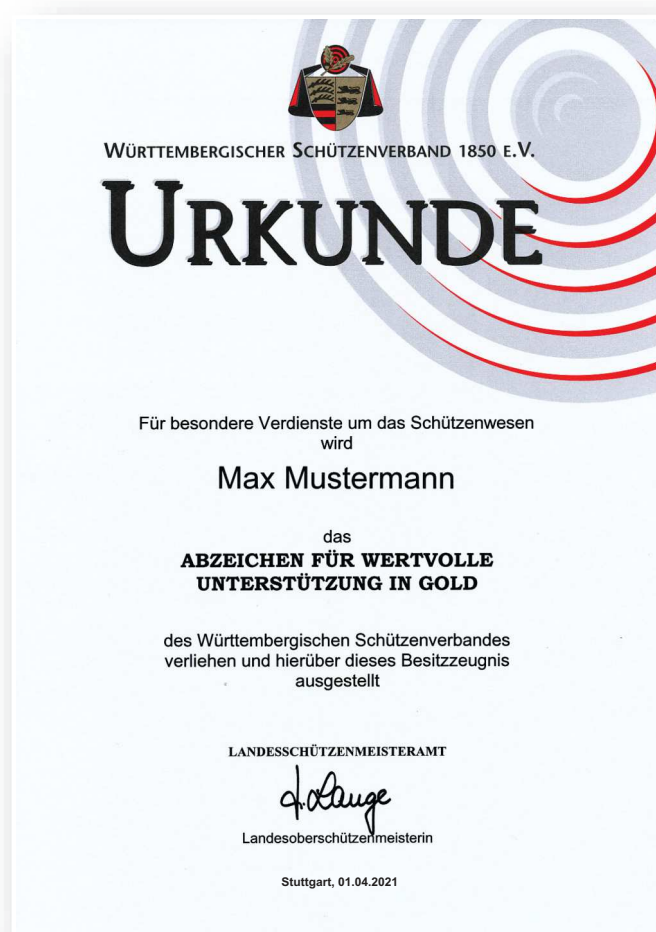 WÜRTTEMBERGISCHER SCHÜTZENVERBAND 1850 E.V.
URKUNDE
Für besondere Verdienste um das Schützenwesen
wird
Max Mustermann
das
ABZEICHEN FÜR WERTVOLLE
UNTERSTÜTZUNG IN GOLD
des Württembergischen Schützenverbandes
verliehen und hierüber dieses Besitzzeugnis
ausgestellt
LANDESSCHÜTZENMEISTERAMT
Lange
Landesoberschützenmeisterin
Stuttgart, 01.04.2021